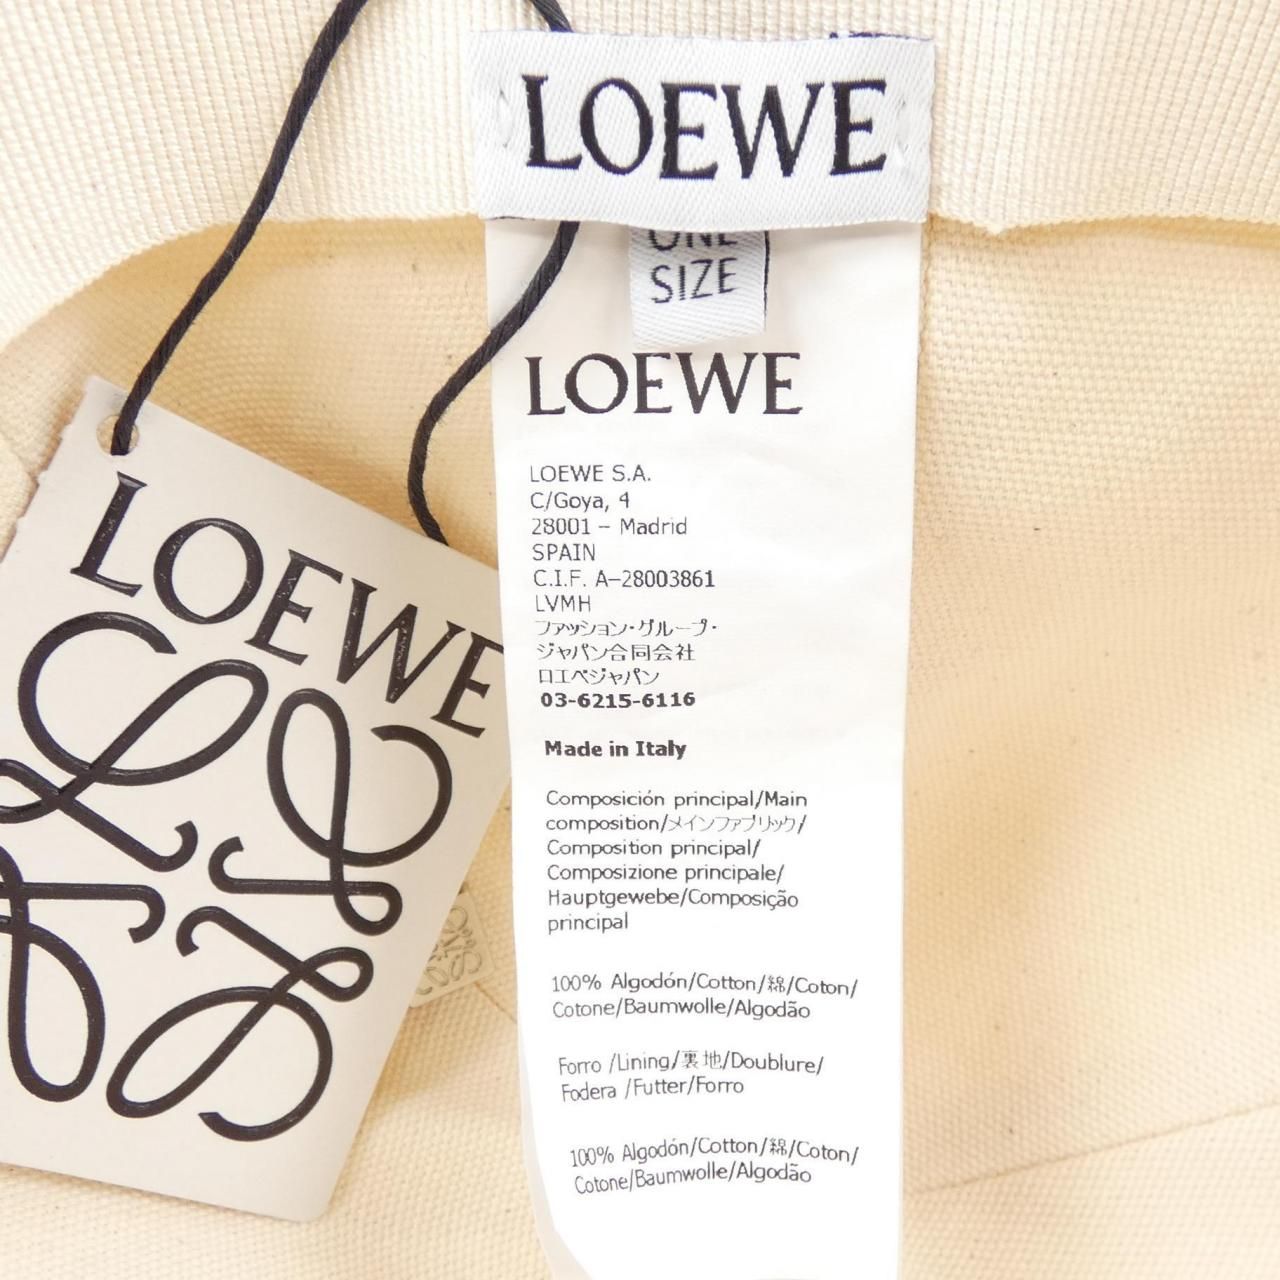 LOEWE
ONE
SIZE
LOEWE
LOEWE S.A.
C/Goya, 4
28001 – Madrid
SPAIN
C.I.F. A–28003861
LVMH
ファッション・グループ・
ジャパン合同会社
ロエベジャパン
03-6215-6116
Made in Italy
Composición principal/Main
composition/メインファブリック/
Composition principal/
Composizione principale/
Hauptgewebe/Composição
principal
100% Algodón/Cotton/綿/Coton/
Cotone/Baumwolle/Algodão
Forro /Lining/裏地/Doublure/
Fodera /Futter/Forro
100% Algodón/Cotton/綿/Coton/
Cotone/Baumwolle/Algodão
LOEWE